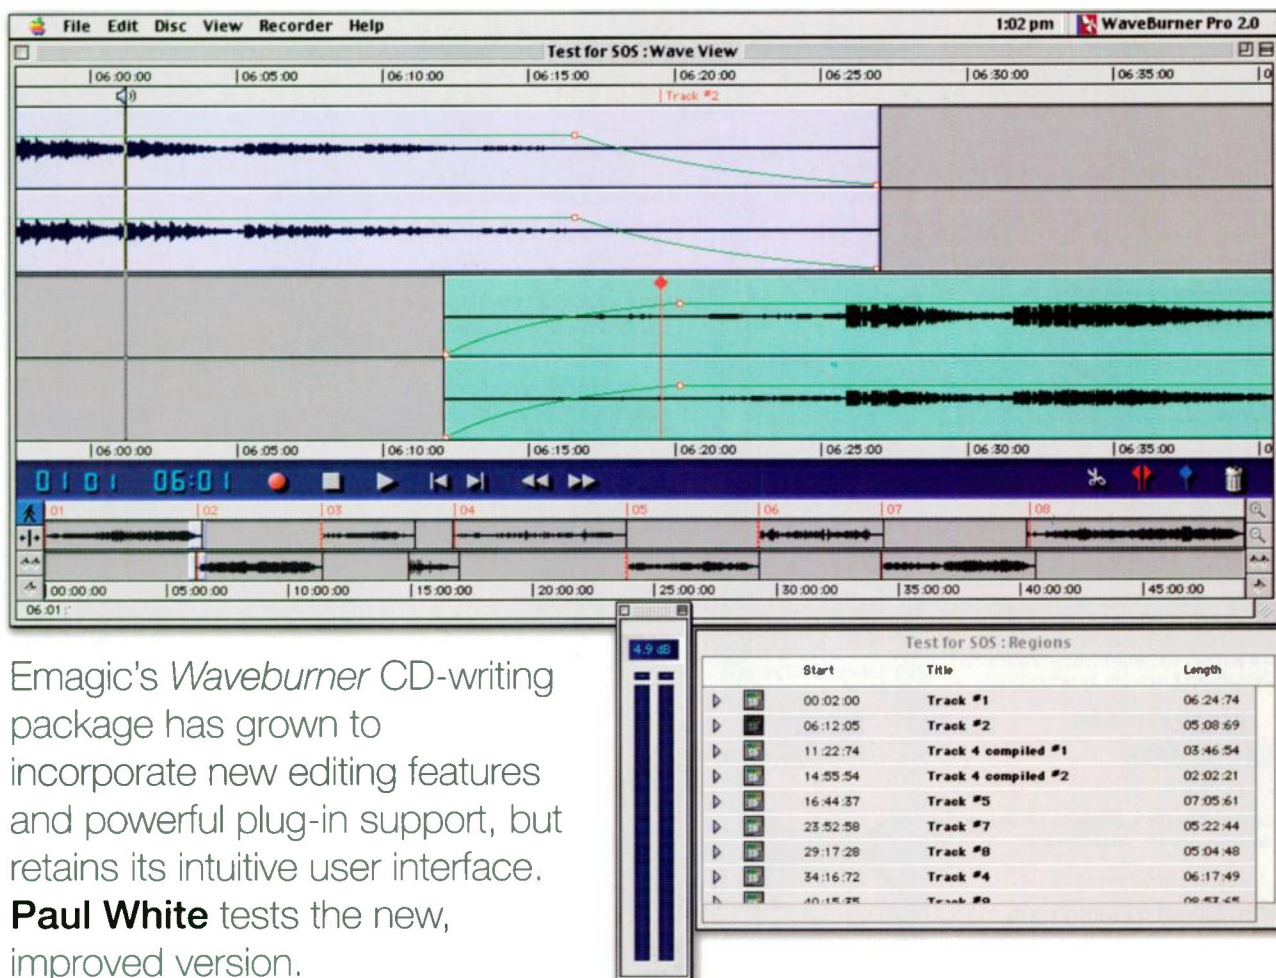 File Edit Disc View Recorder Help 1:02 pm WaveBurner Pro 2.0
Test for SOS : Wave View
06:00:00 06:05:00 06:10:00 06:15:00 06:20:00 06:25:00 06:30:00 06:35:00 0
Track #2
06:00:00 06:05:00 06:10:00 06:15:00 06:20:00 06:25:00 06:30:00 06:35:00 0
01 01 06:01
01 02 03 04 05 06 07 08
00:00:00 05:00:00 10:00:00 15:00:00 20:00:00 25:00:00 30:00:00 35:00:00 40:00:00 45:00:00
06:01:
4.9 dB
Test for SOS : Regions
Start Title Length
00:02:00 Track #1 06:24:74
06:12:05 Track #2 05:08:69
11:22:74 Track 4 compiled #1 03:46:54
14:55:54 Track 4 compiled #2 02:02:21
16:44:37 Track #5 07:05:61
23:52:58 Track #7 05:22:44
29:17:28 Track #8 05:04:48
34:16:72 Track #4 06:17:49
Emagic's Waveburner CD-writing
package has grown to
incorporate new editing features
and powerful plug-in support, but
retains its intuitive user interface.
Paul White tests the new,
improved version.